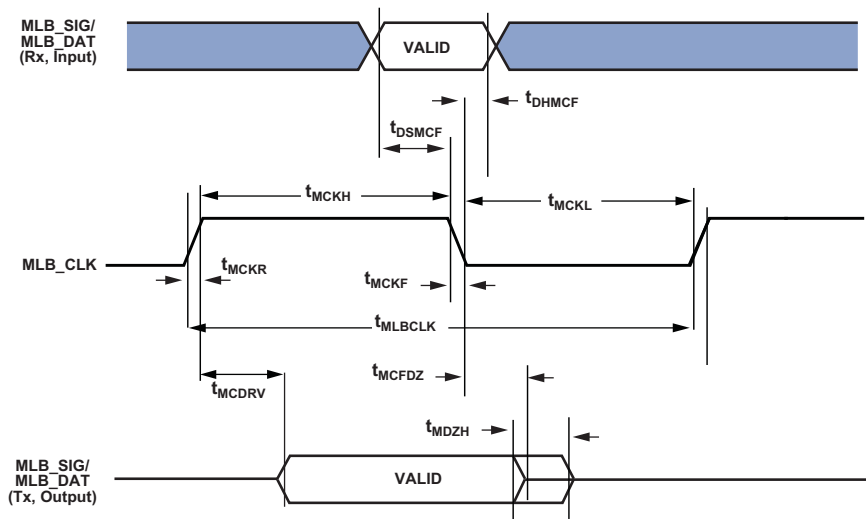 MLB_SIG/
MLB_DAT
(Rx, Input)
VALID
tDHMCF
tDSMCF
tMCKH
tMCKL
MLB_CLK
tMCKR
tMCKF
tMLBCLK
tMCDRV
tMCFDZ
tMDZH
MLB_SIG/
MLB_DAT
(Tx, Output)
VALID